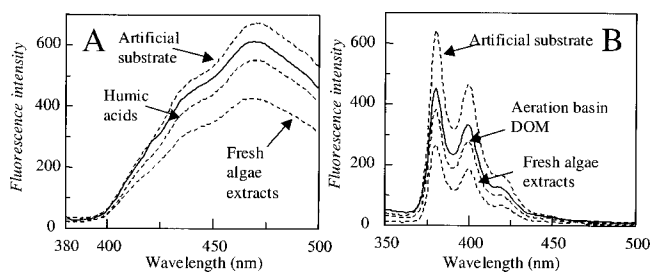 A
B
Fluorescence intensity
600
400
200
0
Artificial
substrate
Humic
acids
Fresh
algae
extracts
380
400
450
500
Wavelength (nm)
Fluorescence intensity
600
400
200
0
Artificial substrate
Aeration basin
DOM
Fresh algae
extracts
350
400
450
500
Wavelength (nm)